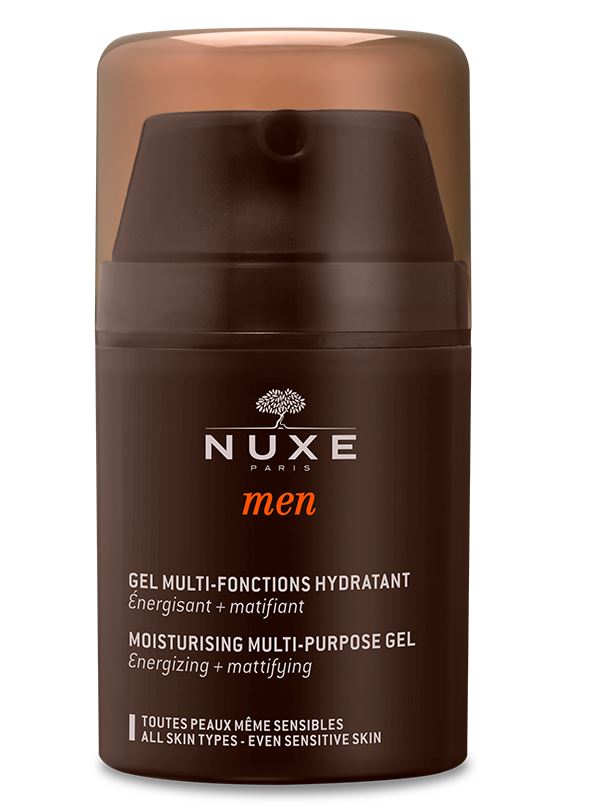 NUXE
PARIS
men
GEL MULTI-FONCTIONS HYDRATANT
Énergisant + matifiant
MOISTURISING MULTI-PURPOSE GEL
Energizing + mattifying
TOUTES PEAUX MÊME SENSIBLES
ALL SKIN TYPES - EVEN SENSITIVE SKIN